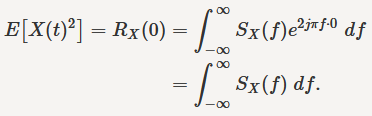 E[X(t)²] = R_X(0) = ∫_{-∞}^{∞} S_X(f)e^{2jπf·0} df
= ∫_{-∞}^{∞} S_X(f) df.